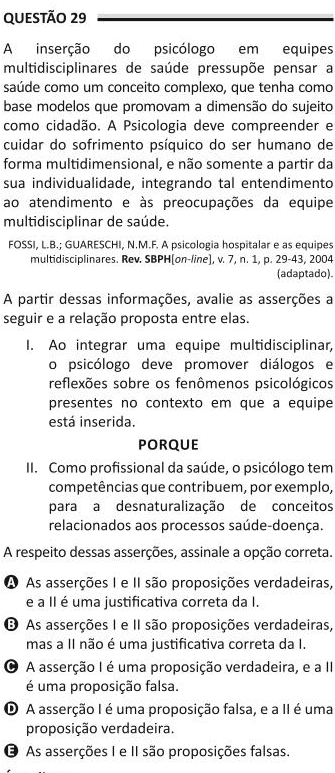 QUESTÃO 29
A inserção do psicólogo em equipes
multidisciplinares de saúde pressupõe pensar a
saúde como um conceito complexo, que tenha como
base modelos que promovam a dimensão do sujeito
como cidadão. A Psicologia deve compreender e
cuidar do sofrimento psíquico do ser humano de
forma multidimensional, e não somente a partir da
sua individualidade, integrando tal entendimento
ao atendimento e às preocupações da equipe
multidisciplinar de saúde.
FOSSI, L.B.; GUARESCHI, N.M.F. A psicologia hospitalar e as equipes
multidisciplinares. Rev. SBPH[on-line], v. 7, n. 1, p. 29-43, 2004
(adaptado).
A partir dessas informações, avalie as asserções a
seguir e a relação proposta entre elas.
I. Ao integrar uma equipe multidisciplinar,
o psicólogo deve promover diálogos e
reflexões sobre os fenômenos psicológicos
presentes no contexto em que a equipe
está inserida.
PORQUE
II. Como profissional da saúde, o psicólogo tem
competências que contribuem, por exemplo,
para a desnaturalização de conceitos
relacionados aos processos saúde-doença.
A respeito dessas asserções, assinale a opção correta.
A As asserções I e II são proposições verdadeiras,
e a II é uma justificativa correta da I.
B As asserções I e II são proposições verdadeiras,
mas a II não é uma justificativa correta da I.
C A asserção I é uma proposição verdadeira, e a II
é uma proposição falsa.
D A asserção I é uma proposição falsa, e a II é uma
proposição verdadeira.
E As asserções I e II são proposições falsas.